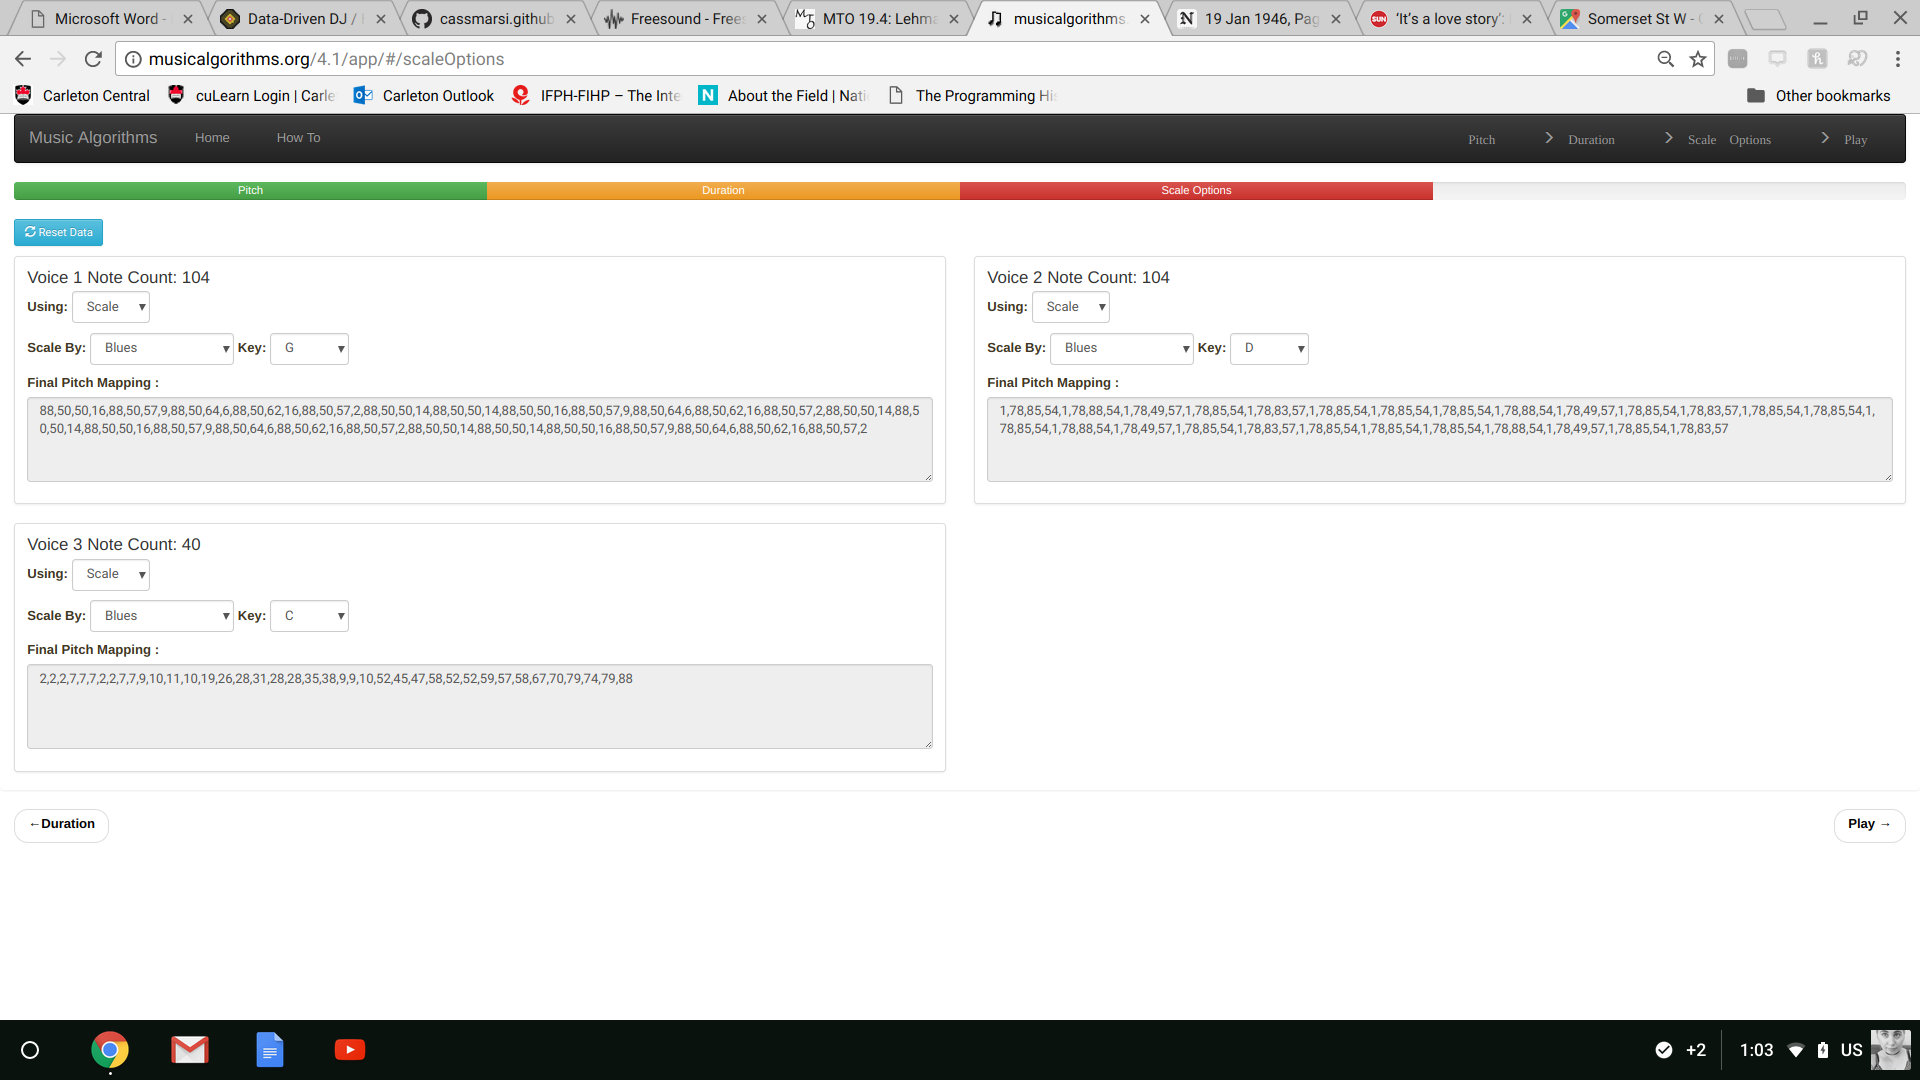 Microsoft Word -
Data-Driven DJ /
cassmarsi.github
Freesound - Free
MTO 19.4: Lehm
musicalgorithms.
19 Jan 1946, Pag
'It's a love story':
Somerset St W -
musicalgorithms.org/4.1/app/#/scaleOptions
Carleton Central
cuLearn Login | Carle
Carleton Outlook
IFPH-FIHP – The Inte
About the Field | Nati
The Programming Hi
Other bookmarks
Music Algorithms
Home
How To
Pitch > Duration > Scale Options > Play
Pitch
Duration
Scale Options
Reset Data
Voice 1 Note Count: 104
Using: Scale
Scale By: Blues Key: G
Final Pitch Mapping :
88,50,50,16,88,50,57,9,88,50,64,6,88,50,62,16,88,50,57,2,88,50,50,14,88,50,50,14,88,50,50,16,88,50,57,9,88,50,64,6,88,50,62,16,88,50,57,2,88,50,50,14,88,5
0,50,14,88,50,50,16,88,50,57,9,88,50,64,6,88,50,62,16,88,50,57,2,88,50,50,14,88,50,50,14,88,50,50,16,88,50,57,9,88,50,64,6,88,50,62,16,88,50,57,2
Voice 2 Note Count: 104
Using: Scale
Scale By: Blues Key: D
Final Pitch Mapping :
1,78,85,54,1,78,88,54,1,78,49,57,1,78,85,54,1,78,83,57,1,78,85,54,1,78,85,54,1,78,85,54,1,78,88,54,1,78,49,57,1,78,85,54,1,78,83,57,1,78,85,54,1,78,85,54,1,
78,85,54,1,78,88,54,1,78,49,57,1,78,85,54,1,78,83,57,1,78,85,54,1,78,85,54,1,78,85,54,1,78,88,54,1,78,49,57,1,78,85,54,1,78,83,57
Voice 3 Note Count: 40
Using: Scale
Scale By: Blues Key: C
Final Pitch Mapping :
2,2,2,7,7,7,2,2,7,7,9,10,11,10,19,26,28,31,28,28,35,38,9,9,10,52,45,47,58,52,52,59,57,58,67,70,79,74,79,88
←Duration
Play →
+2
1:03
US